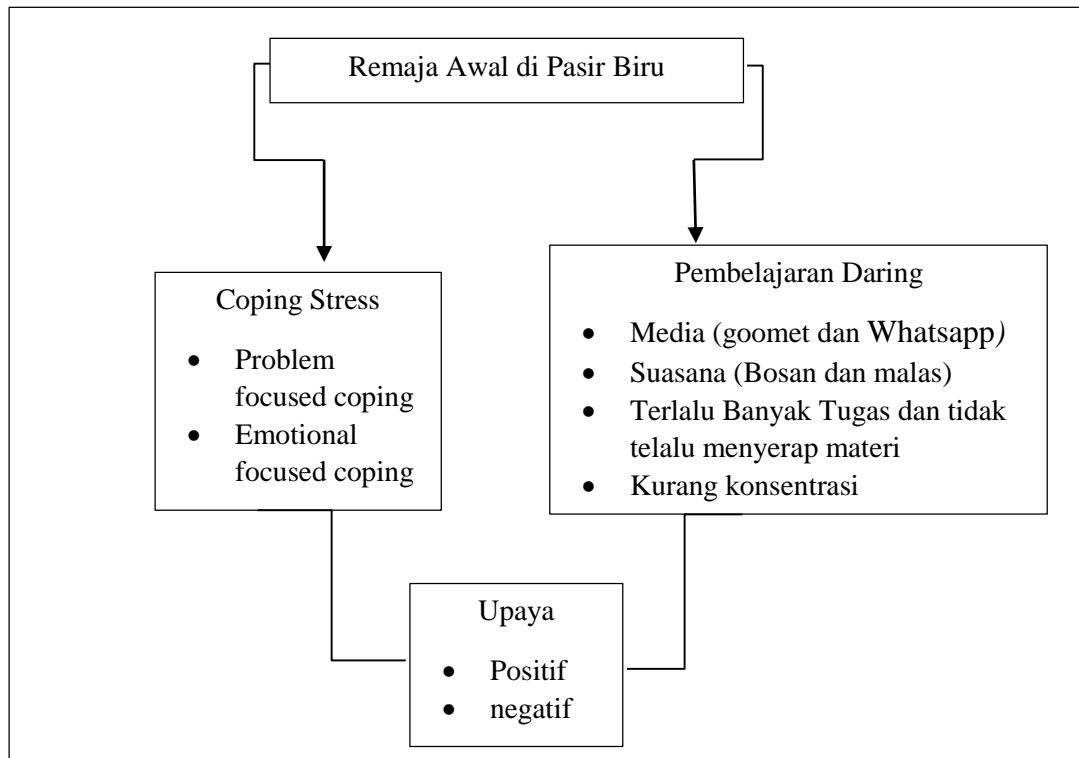 Remaja Awal di Pasir Biru
Coping Stress
• Problem
focused coping
• Emotional
focused coping
Pembelajaran Daring
• Media (goomet dan Whatsapp)
• Suasana (Bosan dan malas)
• Terlalu Banyak Tugas dan tidak
telalu menyerap materi
• Kurang konsentrasi
Upaya
• Positif
• negatif